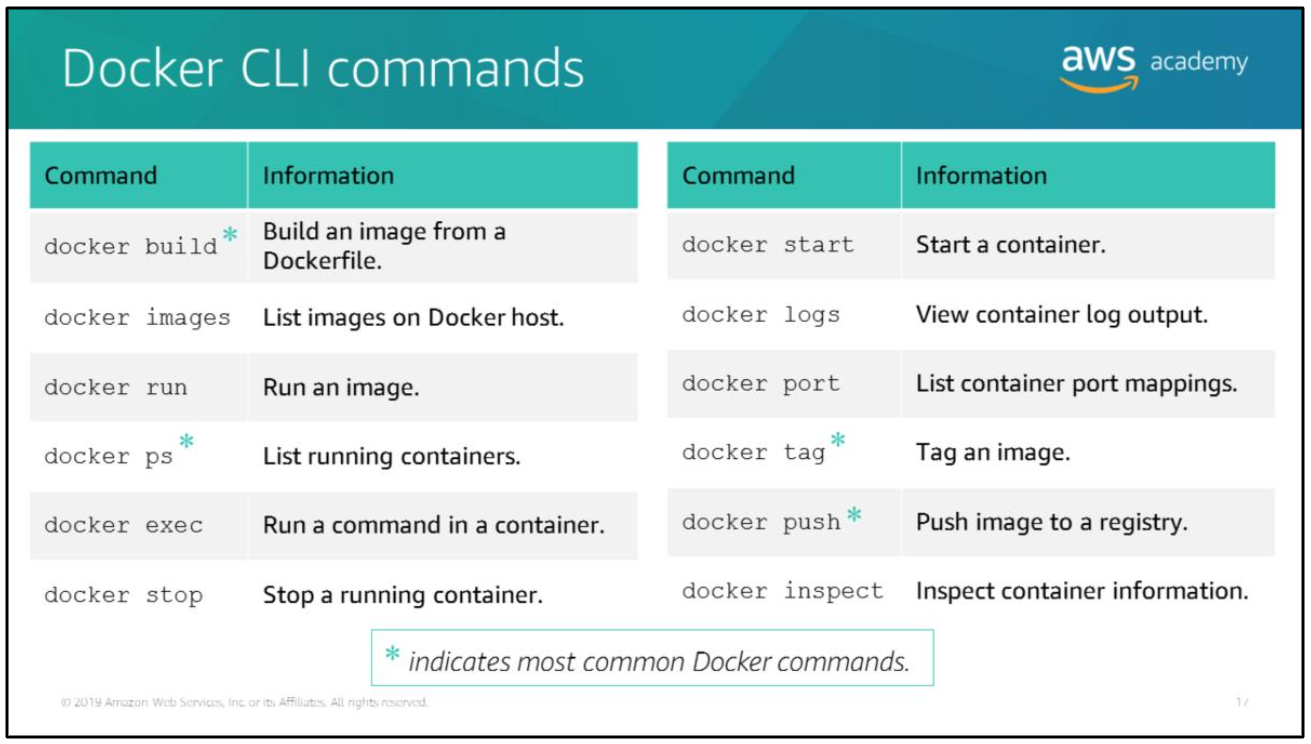 Docker CLI commands
aws academy
Command Information
docker build* Build an image from a
Dockerfile.
docker images List images on Docker host.
docker run Run an image.
docker ps* List running containers.
docker exec Run a command in a container.
docker stop Stop a running container.
Command Information
docker start Start a container.
docker logs View container log output.
docker port List container port mappings.
docker tag* Tag an image.
docker push* Push image to a registry.
docker inspect Inspect container information.
* indicates most common Docker commands.
© 2019 Amazon Web Services, Inc. or its Affiliates. All rights reserved.
17